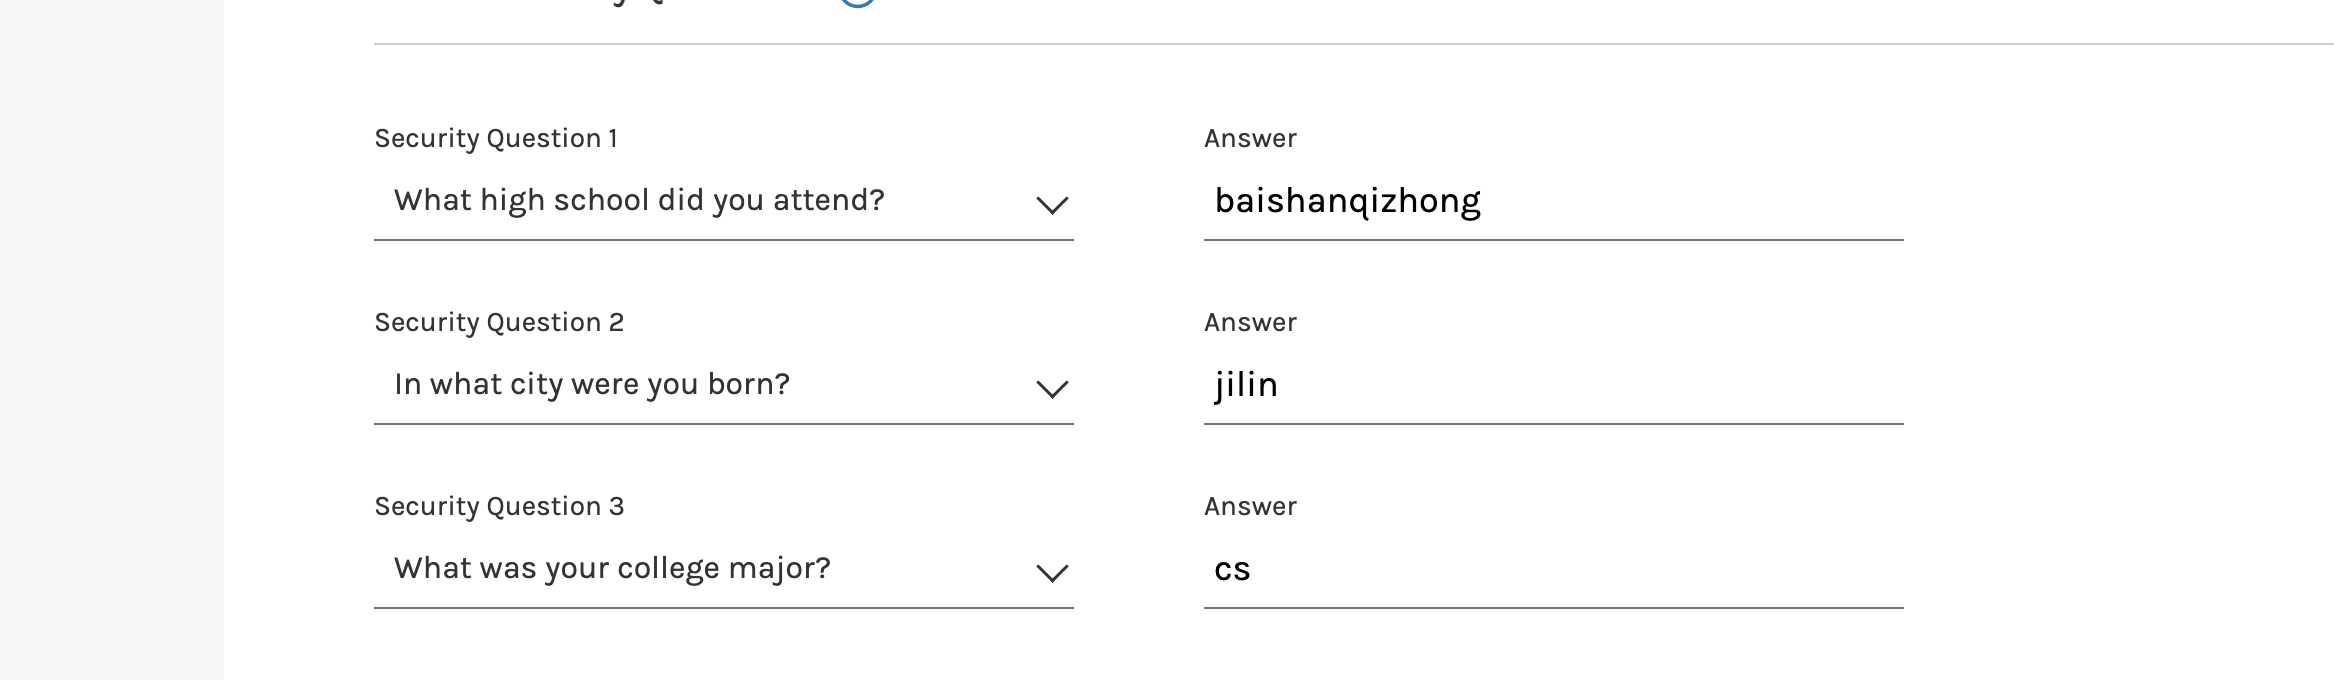 Security Question 1
Answer
What high school did you attend?
baishanqizhong
Security Question 2
Answer
In what city were you born?
jilin
Security Question 3
Answer
What was your college major?
cs